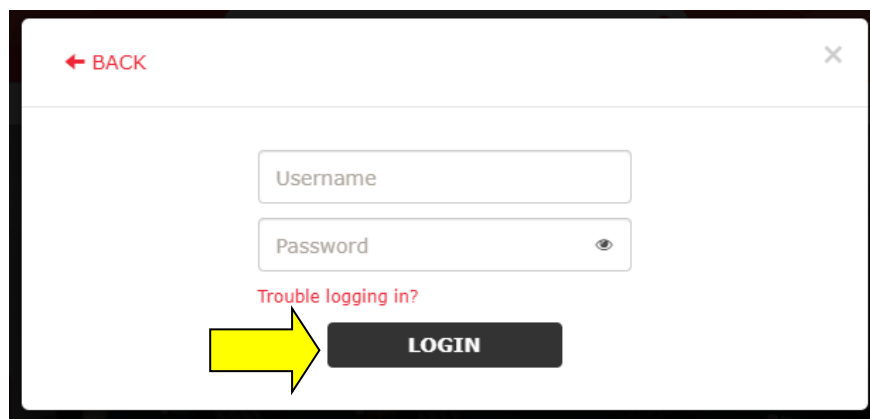 BACK
Username
Password
Trouble logging in?
LOGIN